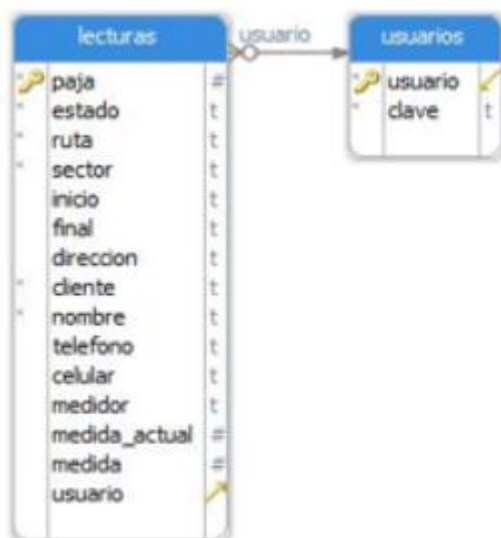 lecturas
usuario
usuarios
* paja #
* estado t
* ruta t
* sector t
inicio t
final t
direccion t
* cliente t
* nombre t
telefono t
celular t
medidor t
medida_actual #
medida #
usuario
* usuario
* clave t